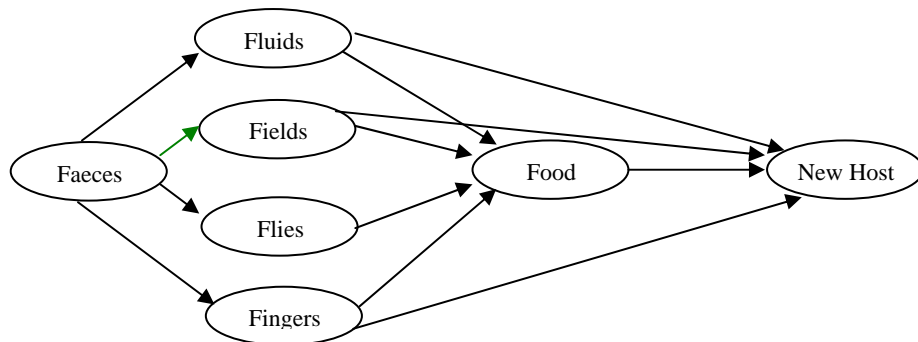 Fluids
Fields
Faeces
Food
New Host
Flies
Fingers